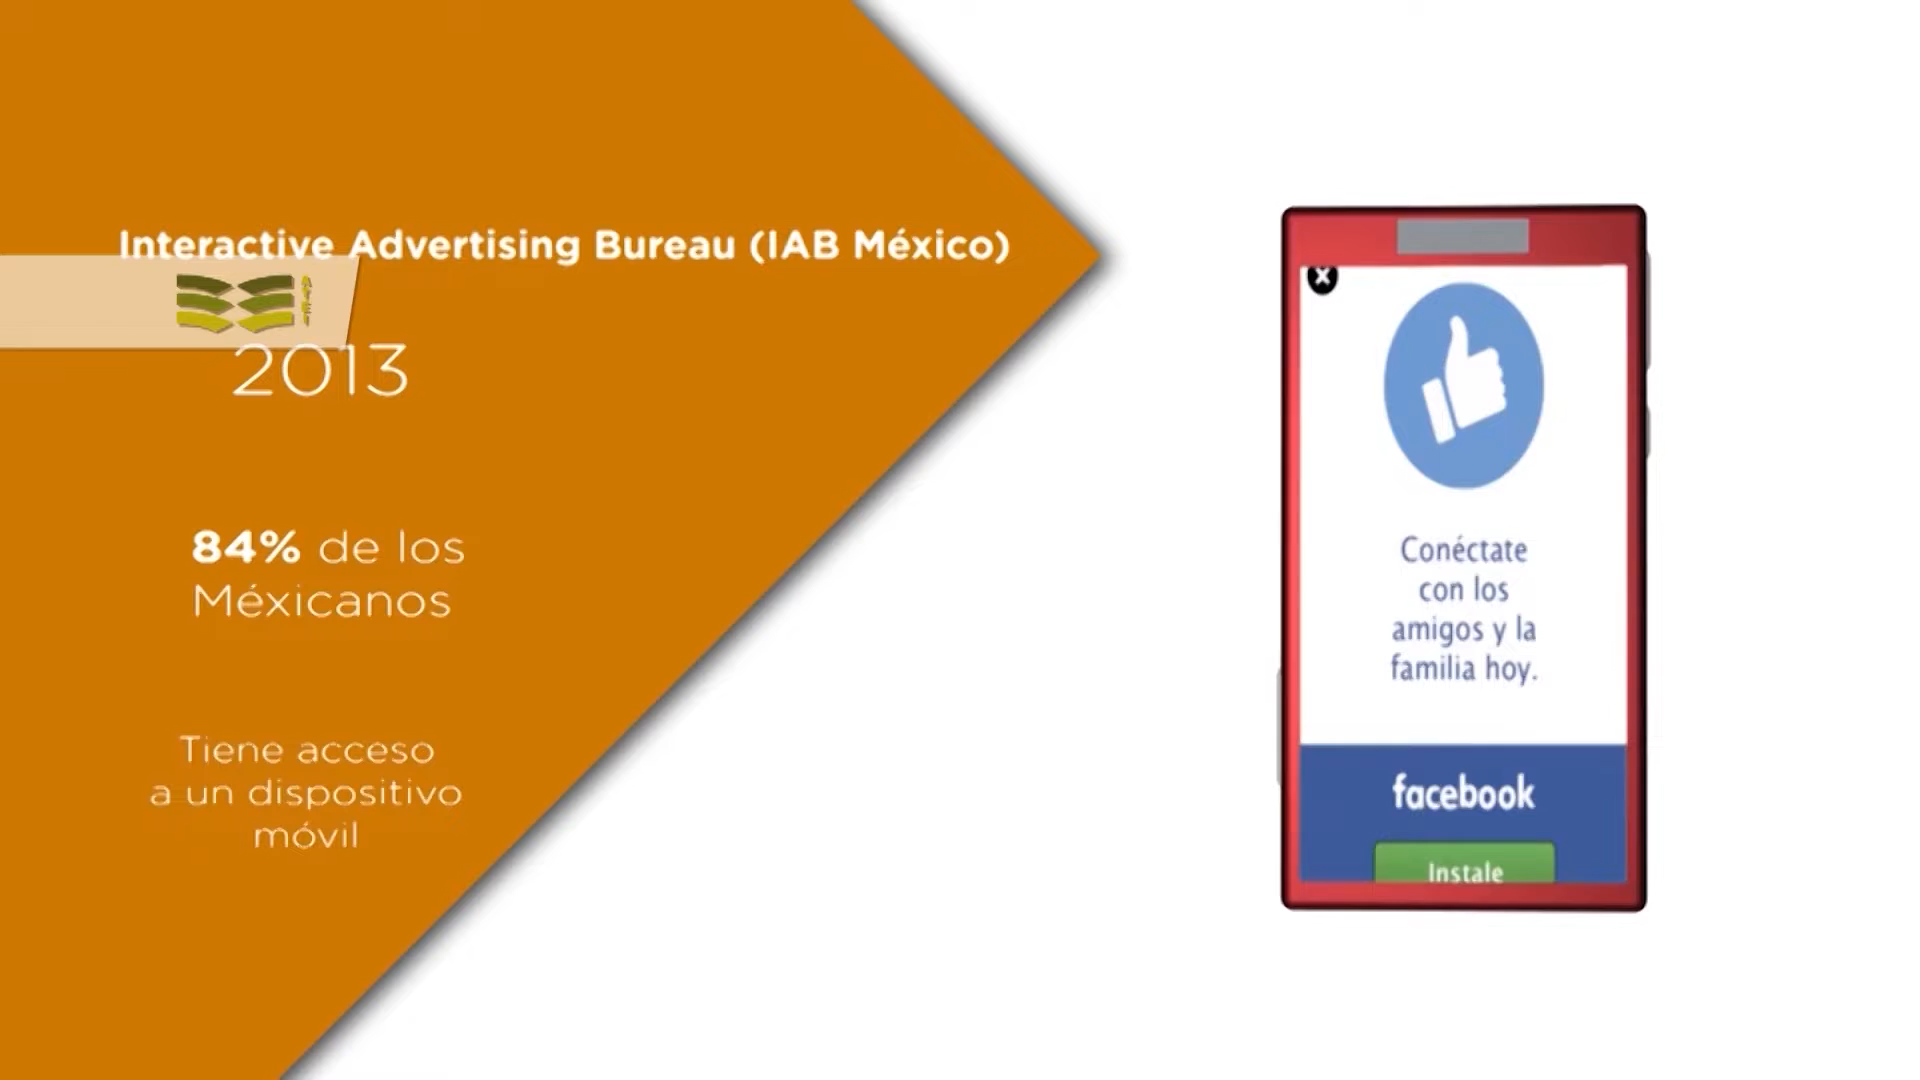 Interactive Advertising Bureau (IAB México)
2013
84% de los
Méxicanos
Tiene acceso
a un dispositivo
móvil
Conéctate
con los
amigos y la
familia hoy.
facebook
Instale